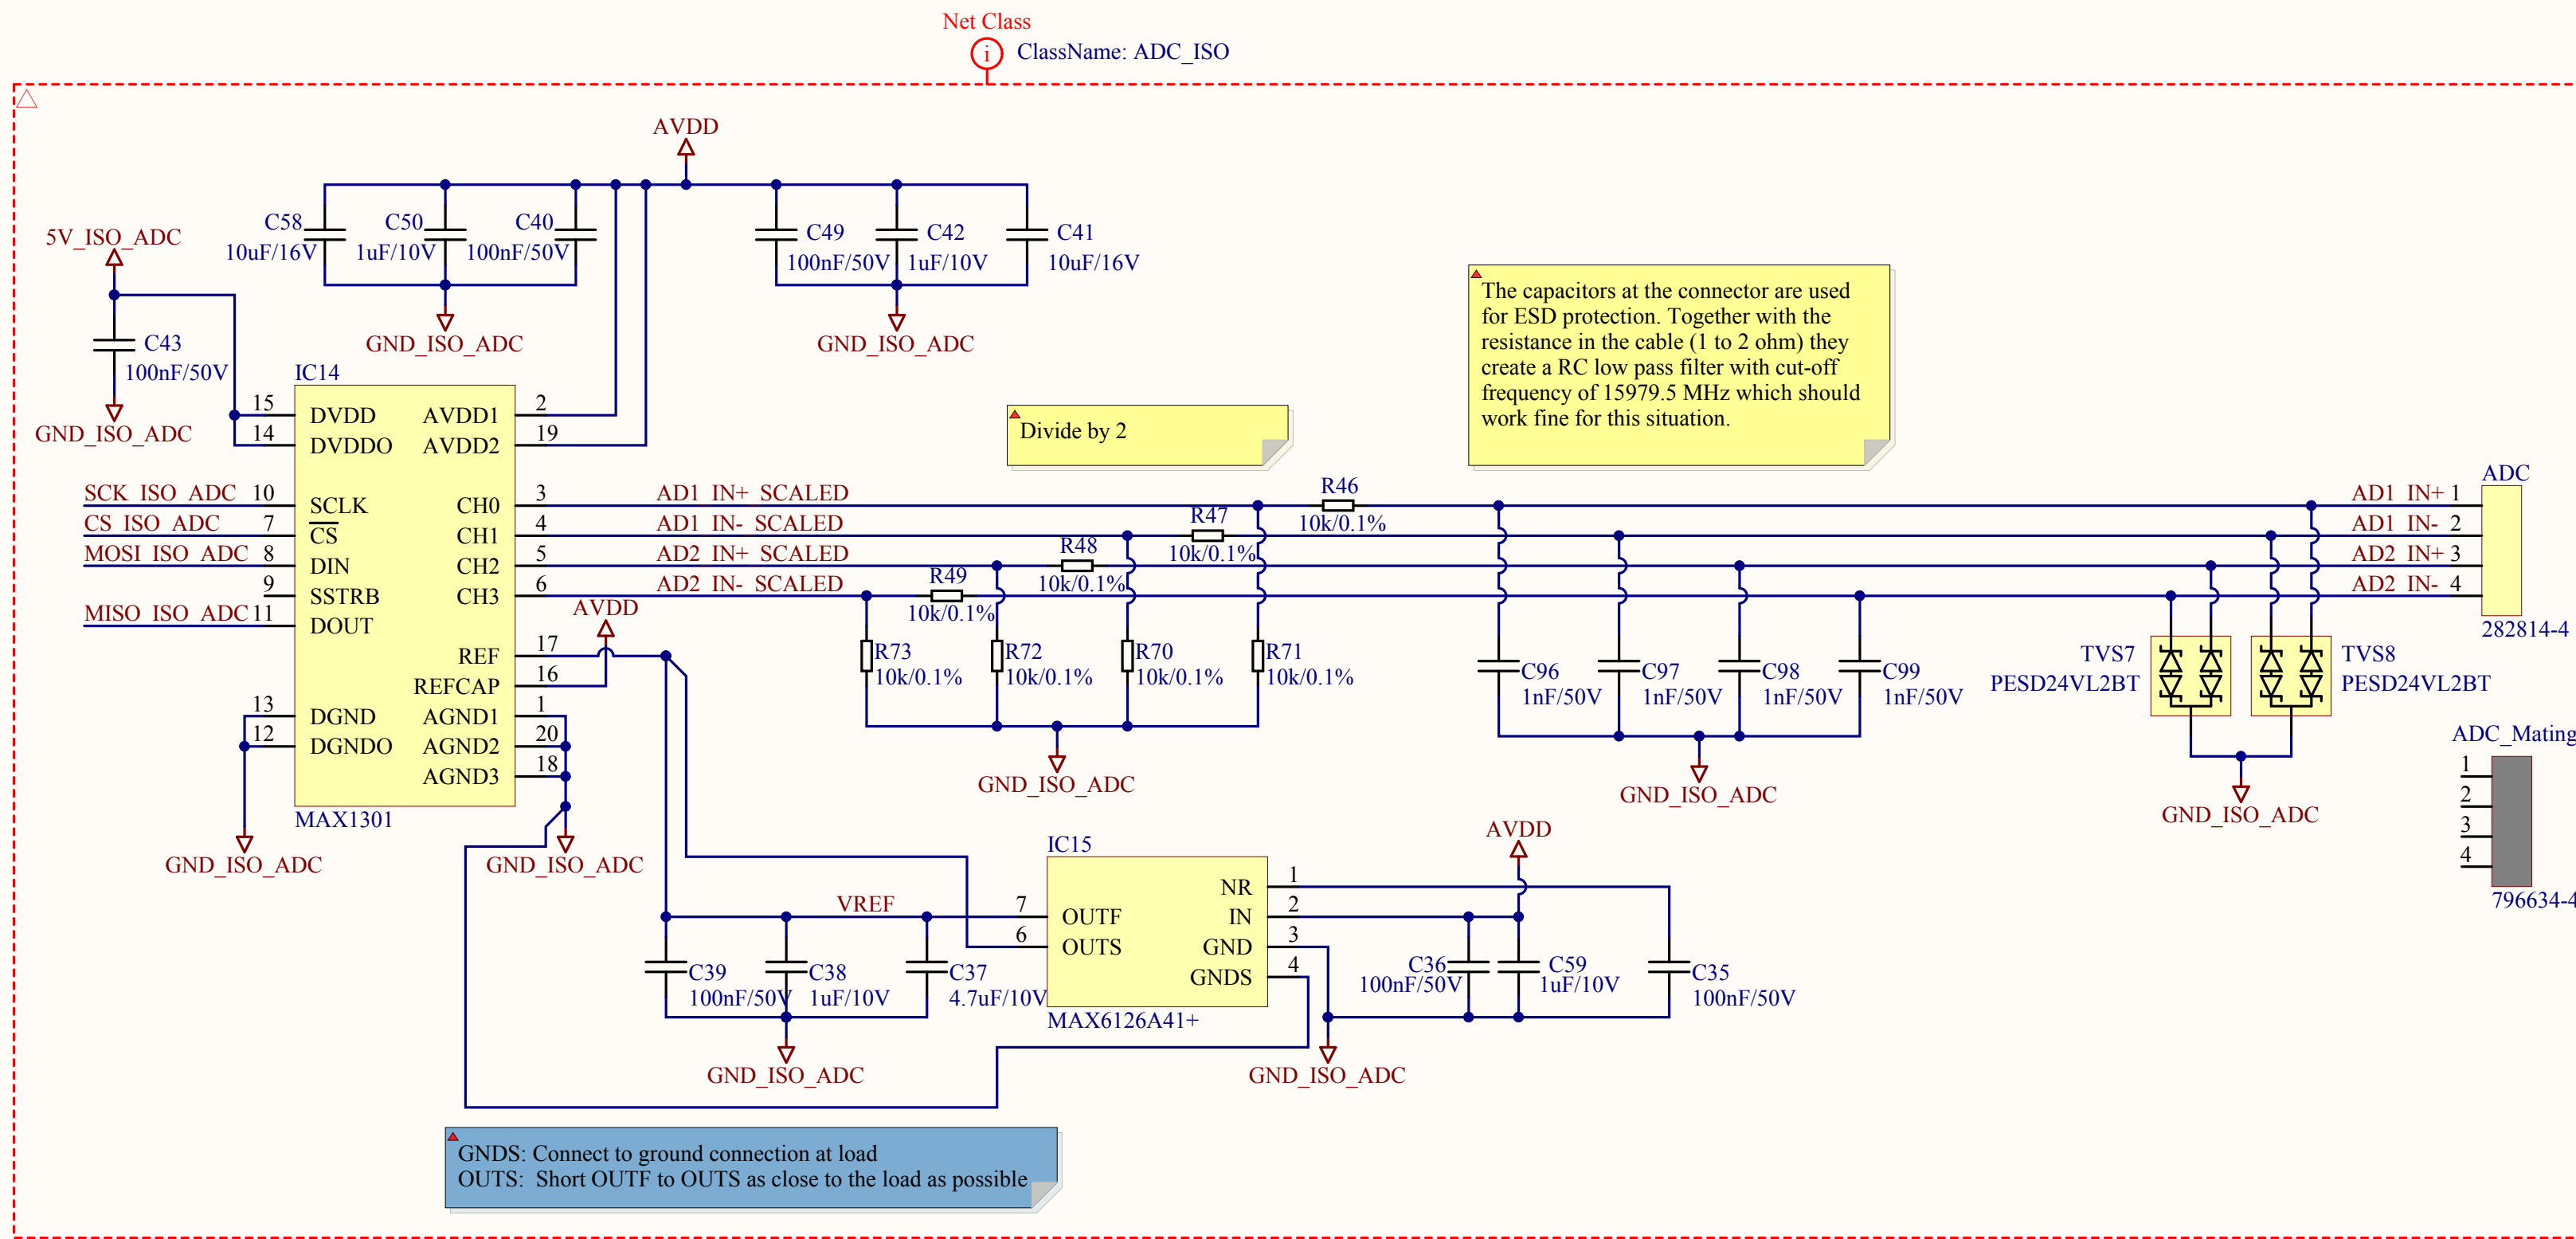 Net Class
ClassName: ADC_ISO
AVDD
5V_ISO_ADC
C58
10uF/16V
C50
1uF/10V
C40
100nF/50V
C49
100nF/50V
C42
1uF/10V
C41
10uF/16V
GND_ISO_ADC
GND_ISO_ADC
C43
100nF/50V
GND_ISO_ADC
The capacitors at the connector are used
for ESD protection. Together with the
resistance in the cable (1 to 2 ohm) they
create a RC low pass filter with cut-off
frequency of 15979.5 MHz which should
work fine for this situation.
Divide by 2
IC14
15 DVDD
14 DVDDO
SCK_ISO_ADC 10 SCLK
CS_ISO_ADC 7 CS
MOSI_ISO_ADC 8 DIN
9 SSTRB
MISO_ISO_ADC 11 DOUT
13 DGND
12 DGNDO
AVDD1 2
AVDD2 19
CH0 3 AD1_IN+_SCALED
CH1 4 AD1_IN-_SCALED
CH2 5 AD2_IN+_SCALED
CH3 6 AD2_IN-_SCALED
REF 17
REFCAP 16
AGND1 1
AGND2 20
AGND3 18
MAX1301
AVDD
GND_ISO_ADC
GND_ISO_ADC
R46
10k/0.1%
R47
10k/0.1%
R48
10k/0.1%
R49
10k/0.1%
R73
10k/0.1%
R72
10k/0.1%
R70
10k/0.1%
R71
10k/0.1%
GND_ISO_ADC
C96
1nF/50V
C97
1nF/50V
C98
1nF/50V
C99
1nF/50V
GND_ISO_ADC
ADC
AD1_IN+ 1
AD1_IN- 2
AD2_IN+ 3
AD2_IN- 4
282814-4
TVS7
PESD24VL2BT
TVS8
PESD24VL2BT
GND_ISO_ADC
ADC_Mating
1
2
3
4
796634-4
IC15
AVDD
NR 1
IN 2
GND 3
GNDS 4
VREF 7 OUTF
6 OUTS
MAX6126A41+
C39
100nF/50V
C38
1uF/10V
C37
4.7uF/10V
GND_ISO_ADC
C36
100nF/50V
C59
1uF/10V
C35
100nF/50V
GND_ISO_ADC
GNDS: Connect to ground connection at load
OUTS: Short OUTF to OUTS as close to the load as possible